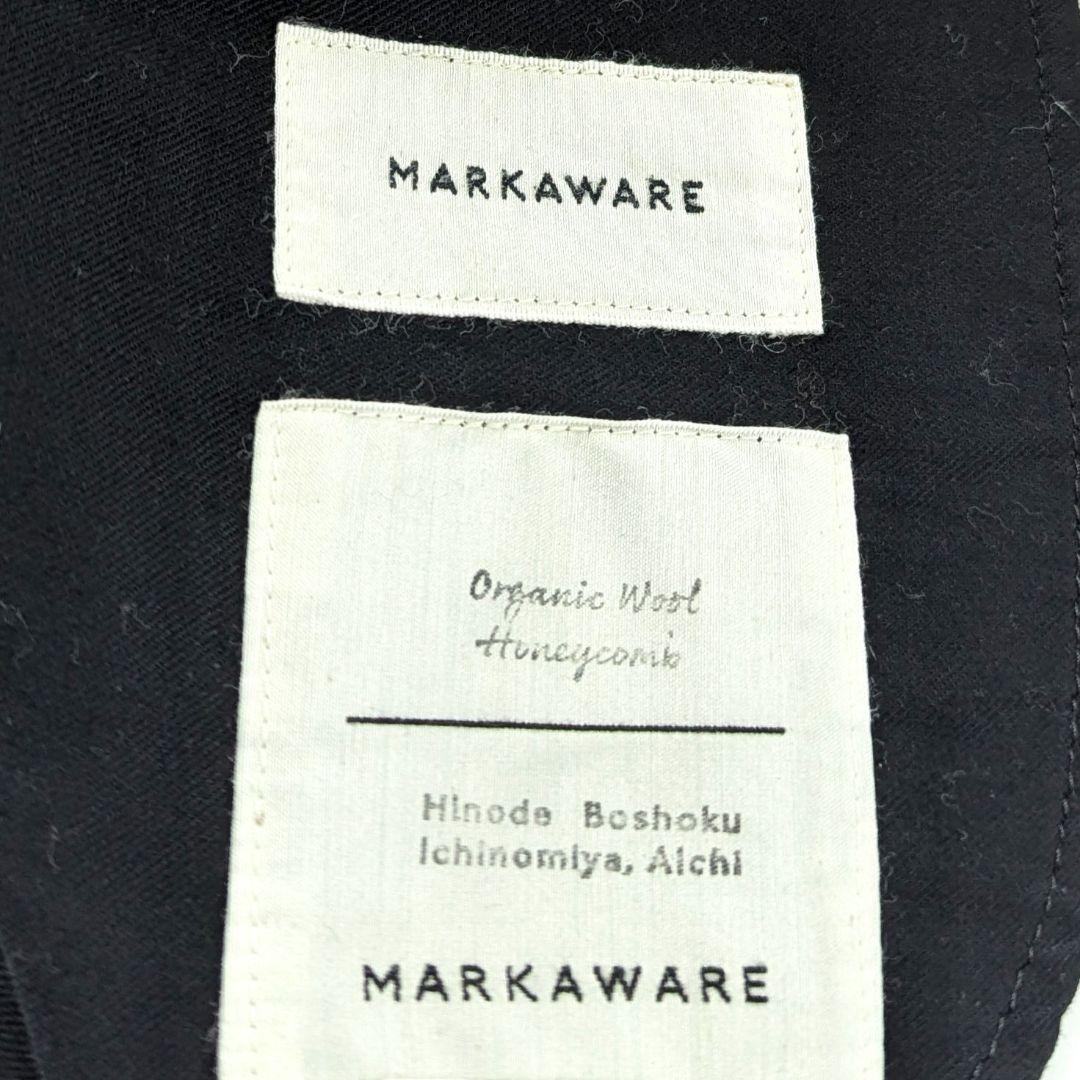 MARKAWARE
Organic Wool
Honeycomb
Hinode Boshoku
Ichinomiya, Aichi
MARKAWARE